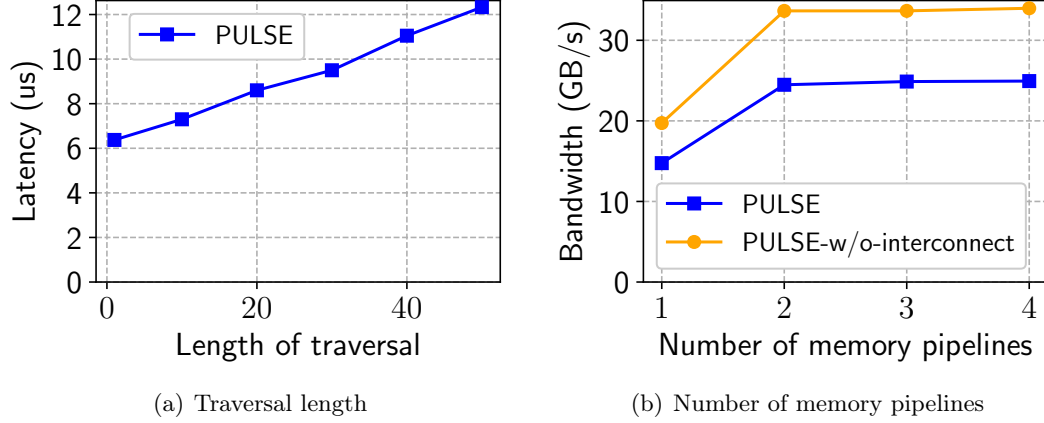 12
10
8
6
4
2
0
Latency (us)
PULSE
0
20
40
Length of traversal
(a) Traversal length
30
20
10
0
Bandwidth (GB/s)
PULSE
PULSE-w/o-interconnect
1
2
3
4
Number of memory pipelines
(b) Number of memory pipelines